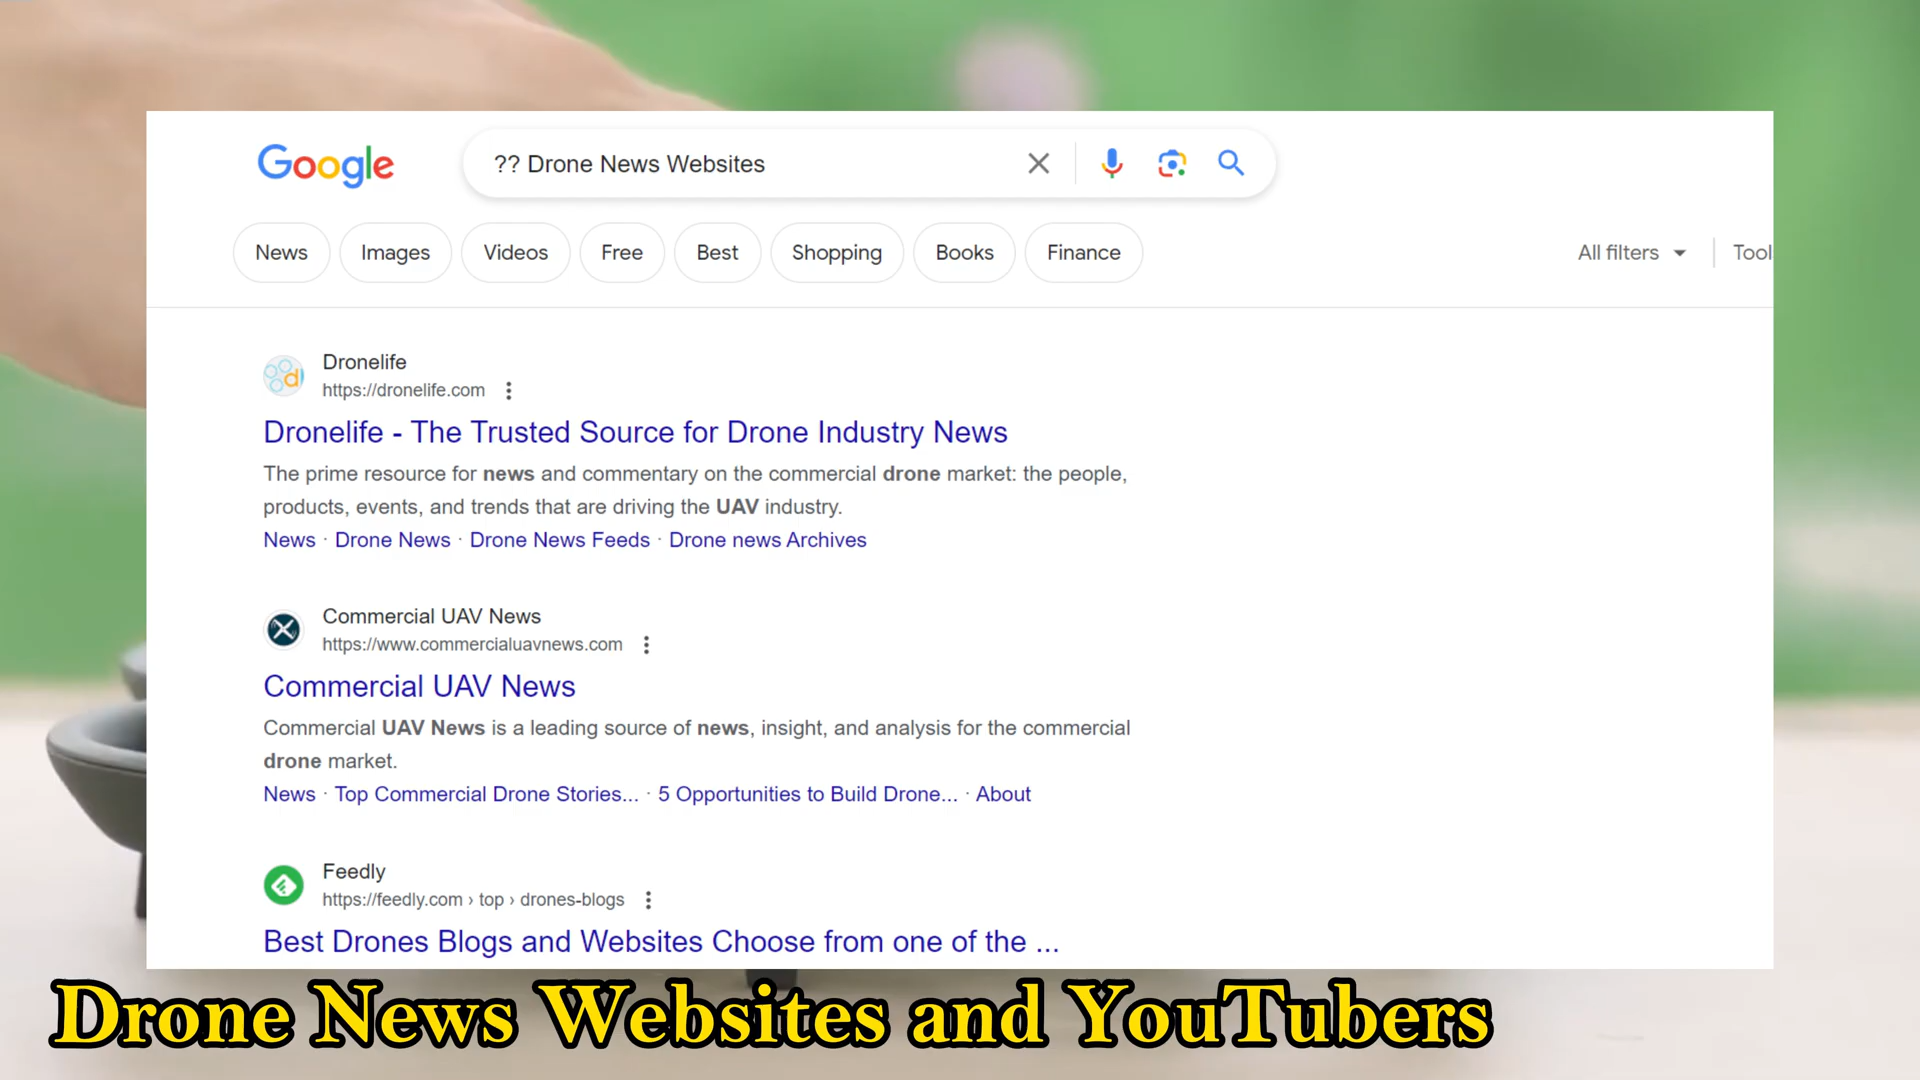 Google
?? Drone News Websites
News Images Videos Free Best Shopping Books Finance All filters Tool
Dronelife
https://dronelife.com
Dronelife - The Trusted Source for Drone Industry News
The prime resource for news and commentary on the commercial drone market: the people,
products, events, and trends that are driving the UAV industry.
News · Drone News · Drone News Feeds · Drone news Archives
Commercial UAV News
https://www.commercialuavnews.com
Commercial UAV News
Commercial UAV News is a leading source of news, insight, and analysis for the commercial
drone market.
News · Top Commercial Drone Stories... · 5 Opportunities to Build Drone... · About
Feedly
https://feedly.com › top › drones-blogs
Best Drones Blogs and Websites Choose from one of the ...
Drone News Websites and YouTubers